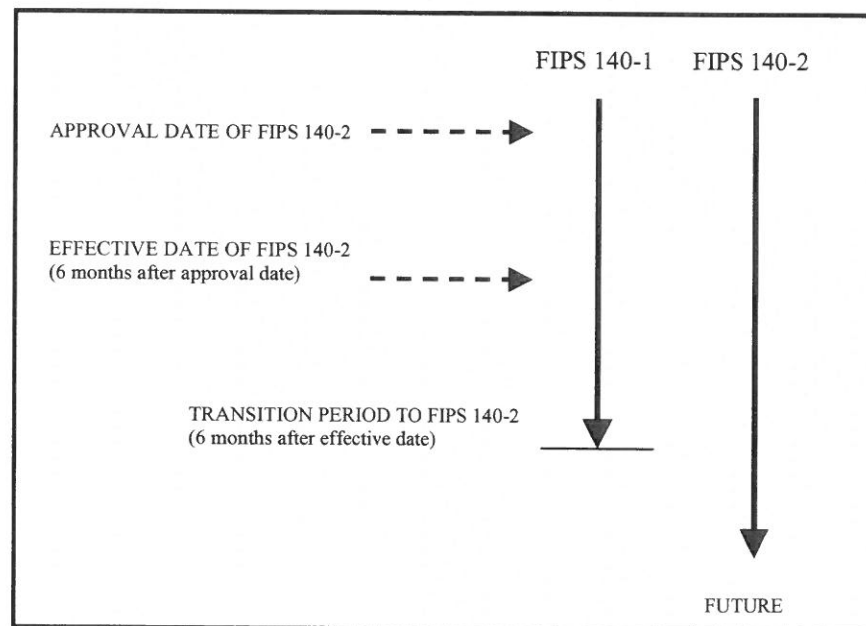 FIPS 140-1 FIPS 140-2
APPROVAL DATE OF FIPS 140-2
EFFECTIVE DATE OF FIPS 140-2
(6 months after approval date)
TRANSITION PERIOD TO FIPS 140-2
(6 months after effective date)
FUTURE